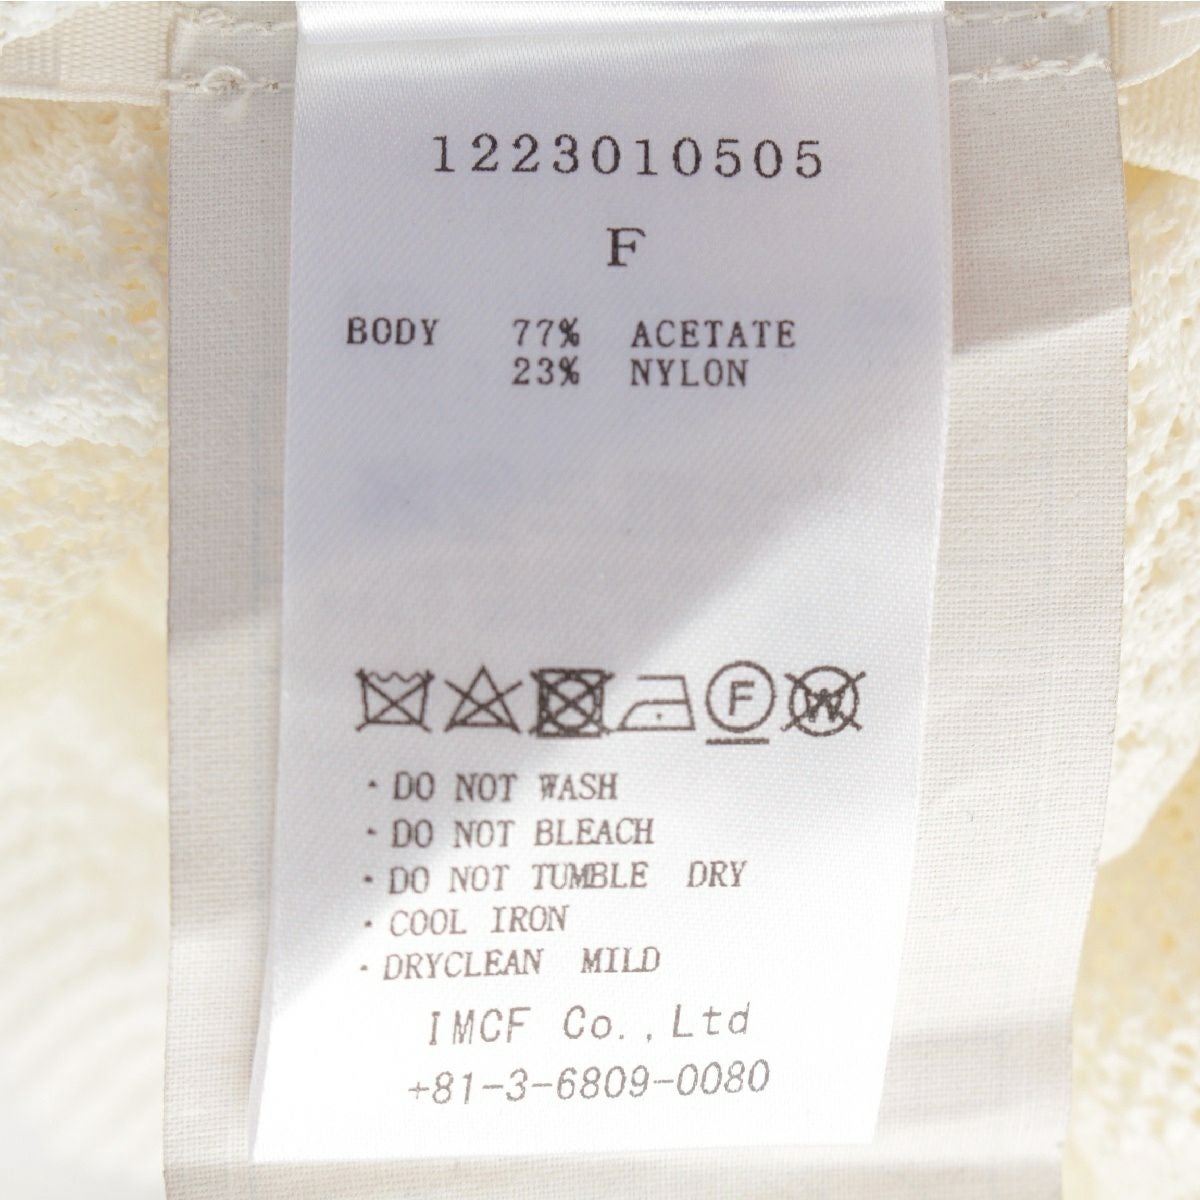 1223010505
F
BODY 77% ACETATE
23% NYLON
F W
· DO NOT WASH
· DO NOT BLEACH
· DO NOT TUMBLE DRY
· COOL IRON
· DRYCLEAN MILD
IMCF Co.,Ltd
+81-3-6809-0080